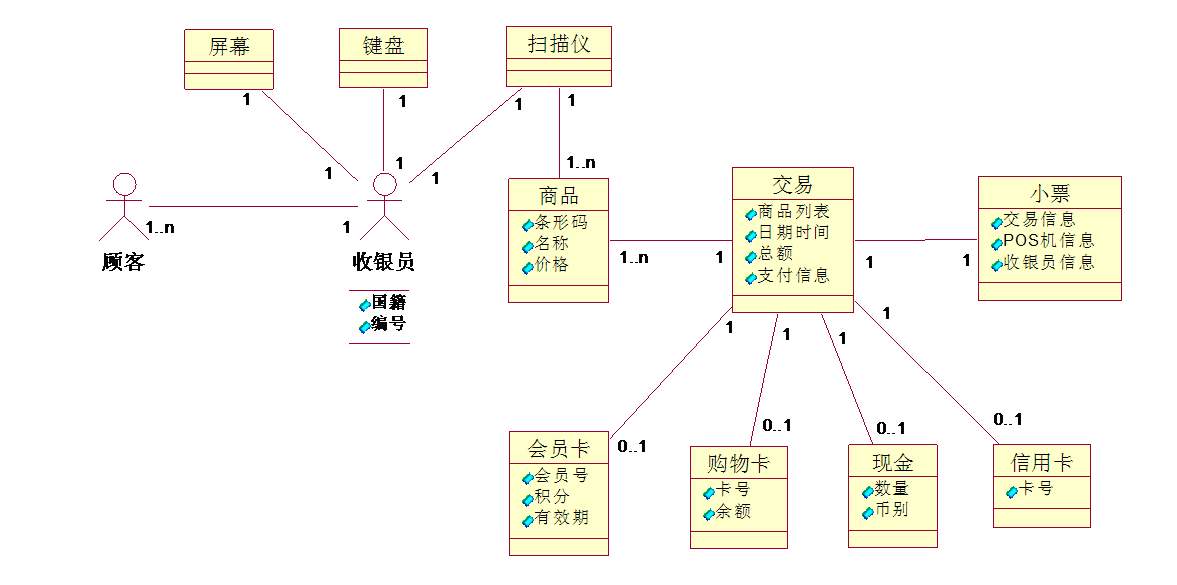 屏幕
键盘
扫描仪
1
1
1
1
1
1
1
1..n
顾客
1..n
1
收银员
国籍
编号
商品
条形码
名称
价格
1..n
1
交易
商品列表
日期时间
总额
支付信息
1
1
小票
交易信息
POS机信息
收银员信息
1
1
1
1
0..1
0..1
0..1
0..1
会员卡
会员号
积分
有效期
购物卡
卡号
余额
现金
数量
币别
信用卡
卡号